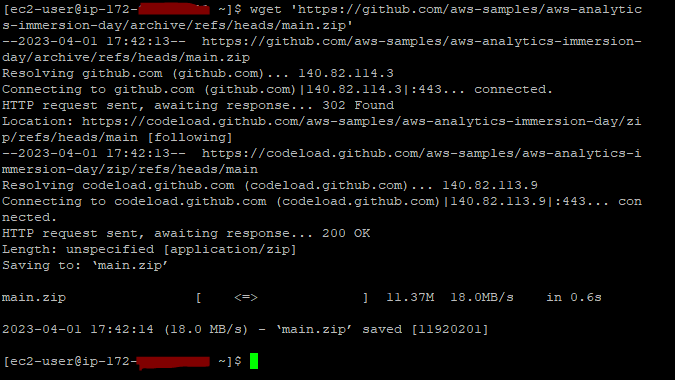 [ec2-user@ip-172- ~]$ wget 'https://github.com/aws-samples/aws-analytic
s-immersion-day/archive/refs/heads/main.zip'
--2023-04-01 17:42:13--  https://github.com/aws-samples/aws-analytics-immersion-
day/archive/refs/heads/main.zip
Resolving github.com (github.com)... 140.82.114.3
Connecting to github.com (github.com)|140.82.114.3|:443... connected.
HTTP request sent, awaiting response... 302 Found
Location: https://codeload.github.com/aws-samples/aws-analytics-immersion-day/zi
p/refs/heads/main [following]
--2023-04-01 17:42:13--  https://codeload.github.com/aws-samples/aws-analytics-i
mmersion-day/zip/refs/heads/main
Resolving codeload.github.com (codeload.github.com)... 140.82.113.9
Connecting to codeload.github.com (codeload.github.com)|140.82.113.9|:443... con
nected.
HTTP request sent, awaiting response... 200 OK
Length: unspecified [application/zip]
Saving to: ‘main.zip’
main.zip                [    <=>             ]  11.37M  18.0MB/s    in 0.6s
2023-04-01 17:42:14 (18.0 MB/s) - ‘main.zip’ saved [11920201]
[ec2-user@ip-172- ~]$